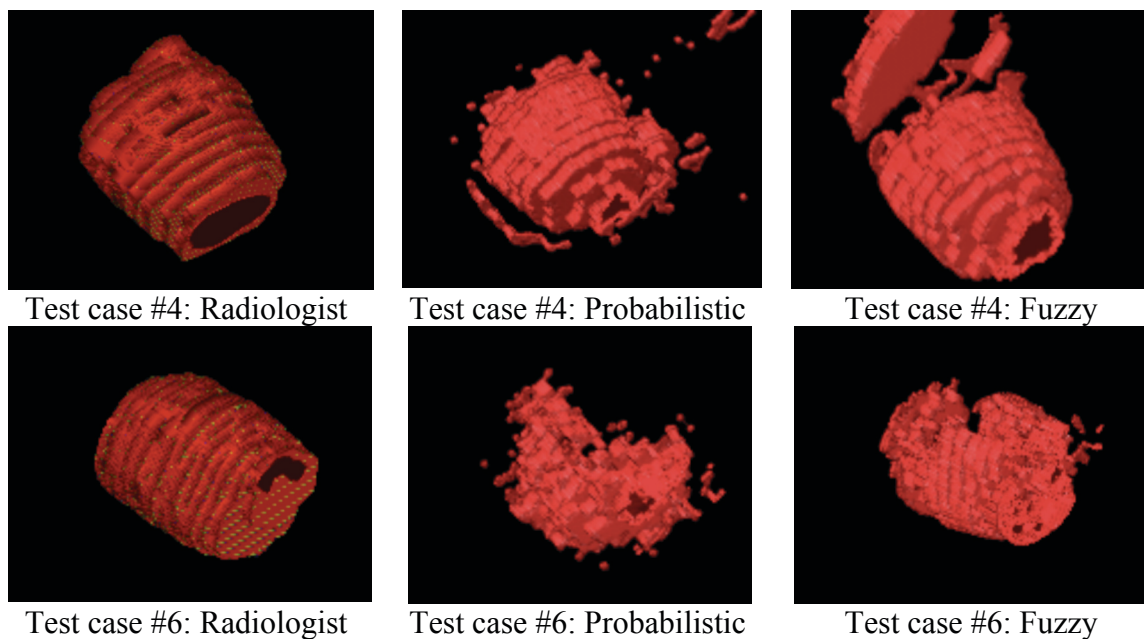 Test case #4: Radiologist
Test case #4: Probabilistic
Test case #4: Fuzzy
Test case #6: Radiologist
Test case #6: Probabilistic
Test case #6: Fuzzy